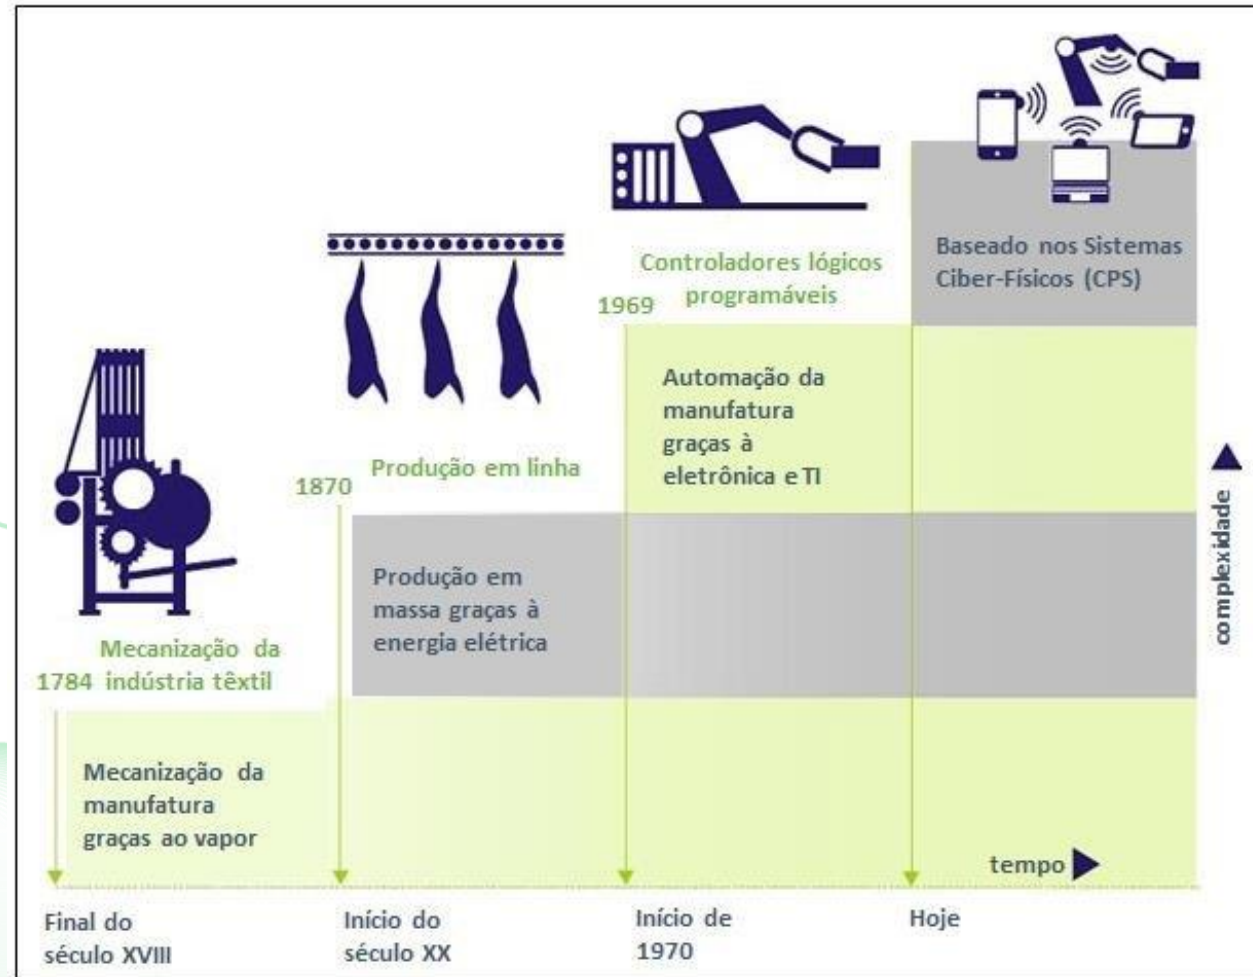 Mecanização da
1784 indústria têxtil
Mecanização da
manufatura
graças ao vapor
Final do
século XVIII
1870
Produção em linha
Produção em
massa graças à
energia elétrica
Início do
século XX
1969
Controladores lógicos
programáveis
Automação da
manufatura
graças à
eletrônica e TI
Início de
1970
Baseado nos Sistemas
Ciber-Físicos (CPS)
Hoje
complexidade
tempo